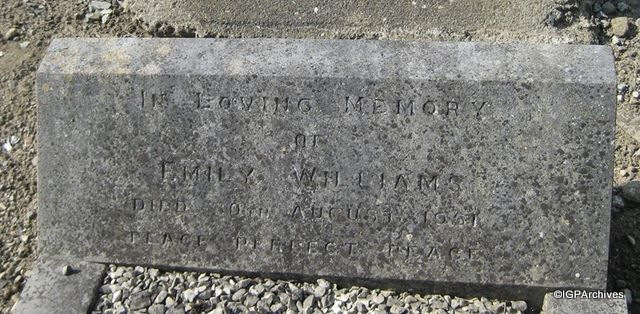 IN LOVING MEMORY
OF
EMILY WILLIAMS
DIED AUGUST
PEACE PERFECT PEACE
©IGPArchives